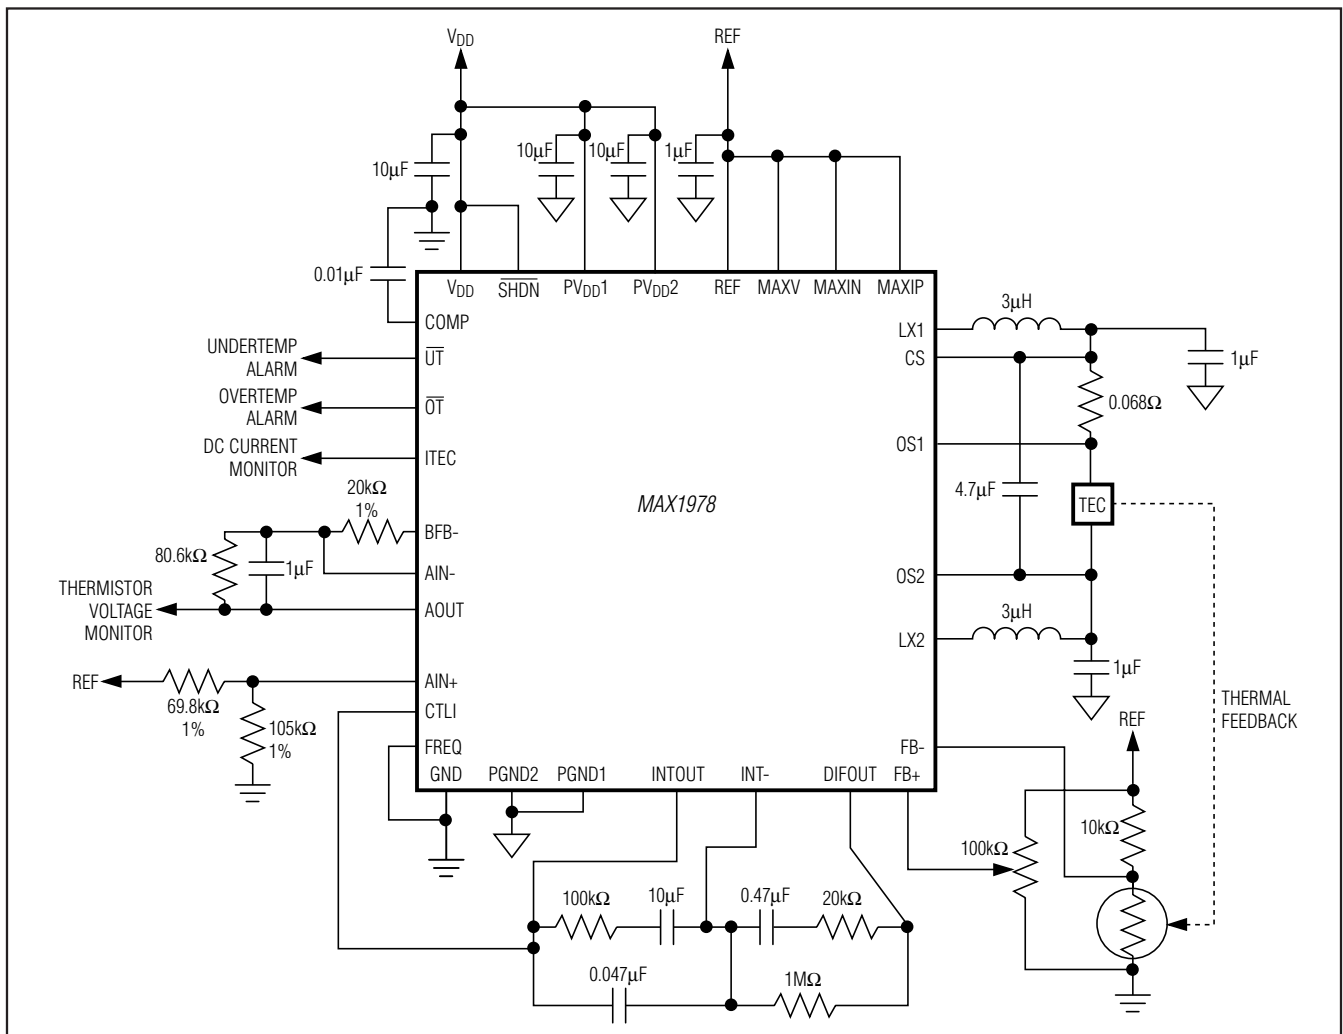 VDD
REF
10µF
10µF
10µF
1µF
0.01µF
VDD
SHDN
PVDD1
PVDD2
REF
MAXV
MAXIN
MAXIP
COMP
LX1
3µH
UNDERTEMP
ALARM
UT
CS
1µF
OVERTEMP
ALARM
OT
0.068Ω
DC CURRENT
MONITOR
ITEC
OS1
20kΩ
1%
MAX1978
4.7µF
TEC
BFB-
80.6kΩ
1µF
AIN-
OS2
THERMISTOR
VOLTAGE
MONITOR
AOUT
3µH
LX2
1µF
REF
69.8kΩ
1%
AIN+
105kΩ
1%
CTLI
THERMAL
FEEDBACK
REF
FREQ
FB-
GND
PGND2
PGND1
INTOUT
INT-
DIFOUT
FB+
10kΩ
100kΩ
100kΩ
10µF
0.47µF
20kΩ
0.047µF
1MΩ